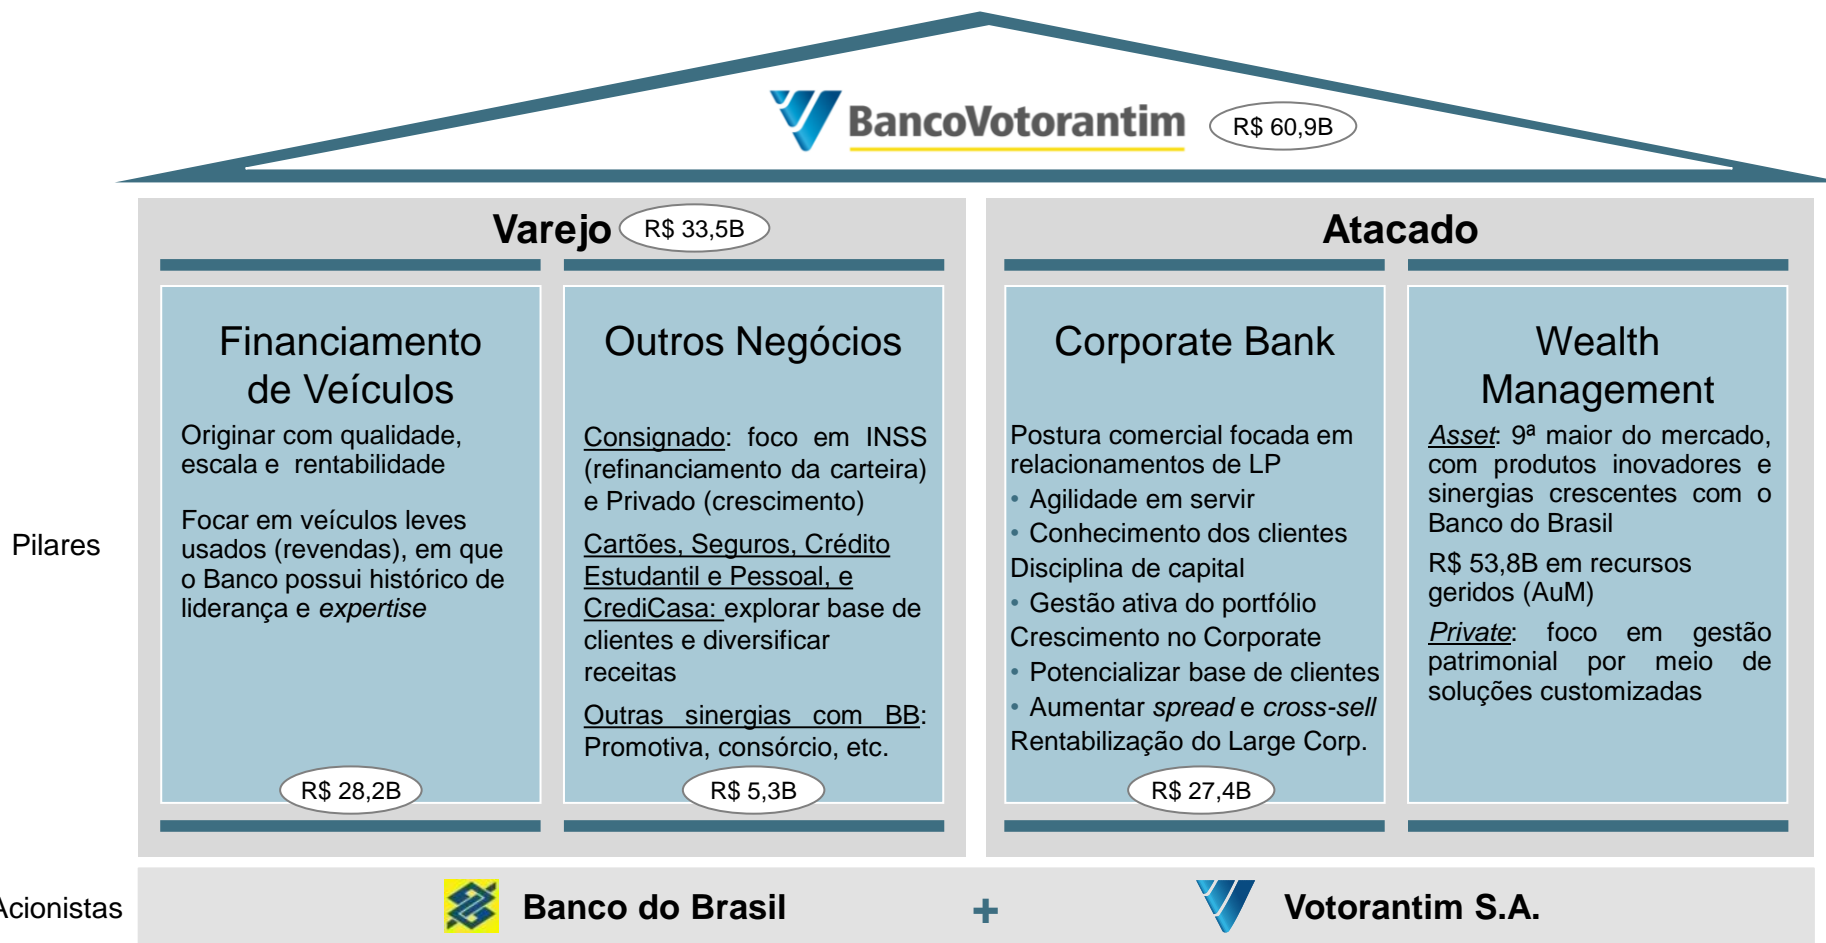 BancoVotorantim
R$ 60,9B
Varejo
R$ 33,5B
Atacado
Pilares
Financiamento
de Veículos
Originar com qualidade,
escala e rentabilidade
Focar em veículos leves
usados (revendas), em que
o Banco possui histórico de
liderança e expertise
R$ 28,2B
Outros Negócios
Consignado: foco em INSS
(refinanciamento da carteira)
e Privado (crescimento)
Cartões, Seguros, Crédito
Estudantil e Pessoal, e
CrediCasa: explorar base de
clientes e diversificar
receitas
Outras sinergias com BB:
Promotiva, consórcio, etc.
R$ 5,3B
Corporate Bank
Postura comercial focada em
relacionamentos de LP
• Agilidade em servir
• Conhecimento dos clientes
Disciplina de capital
• Gestão ativa do portfólio
Crescimento no Corporate
• Potencializar base de clientes
• Aumentar spread e cross-sell
Rentabilização do Large Corp.
R$ 27,4B
Wealth
Management
Asset: 9ª maior do mercado,
com produtos inovadores e
sinergias crescentes com o
Banco do Brasil
R$ 53,8B em recursos
geridos (AuM)
Private: foco em gestão
patrimonial por meio de
soluções customizadas
Acionistas
Banco do Brasil
+
Votorantim S.A.